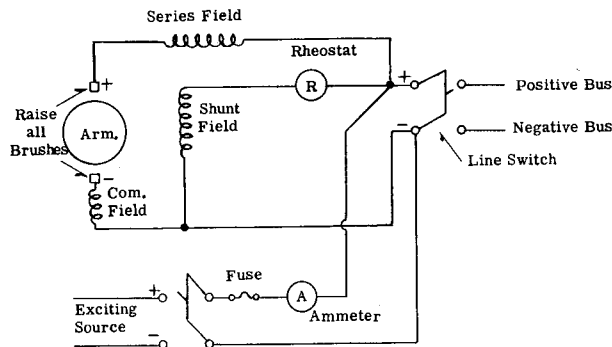 Series Field
Rheostat
+
R
+
Positive Bus
Raise
all
Brushes
Arm.
Shunt
Field
-
Negative Bus
Line Switch
-
Com.
Field
Fuse
+
A
Ammeter
Exciting
Source
-